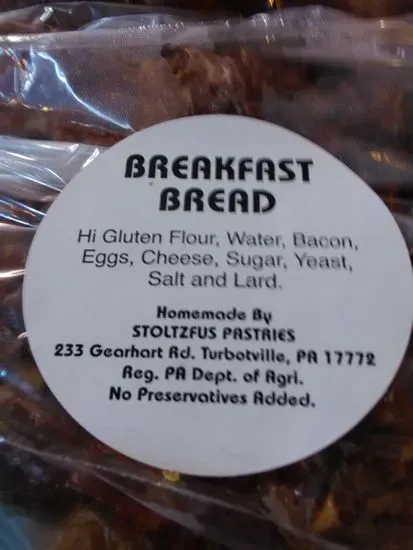 BREAKFAST
BREAD
Hi Gluten Flour, Water, Bacon,
Eggs, Cheese, Sugar, Yeast,
Salt and Lard.
Homemade By
STOLTZFUS PASTRIES
233 Gearhart Rd. Turbotville, PA 17772
Reg. PA Dept. of Agri.
No Preservatives Added.